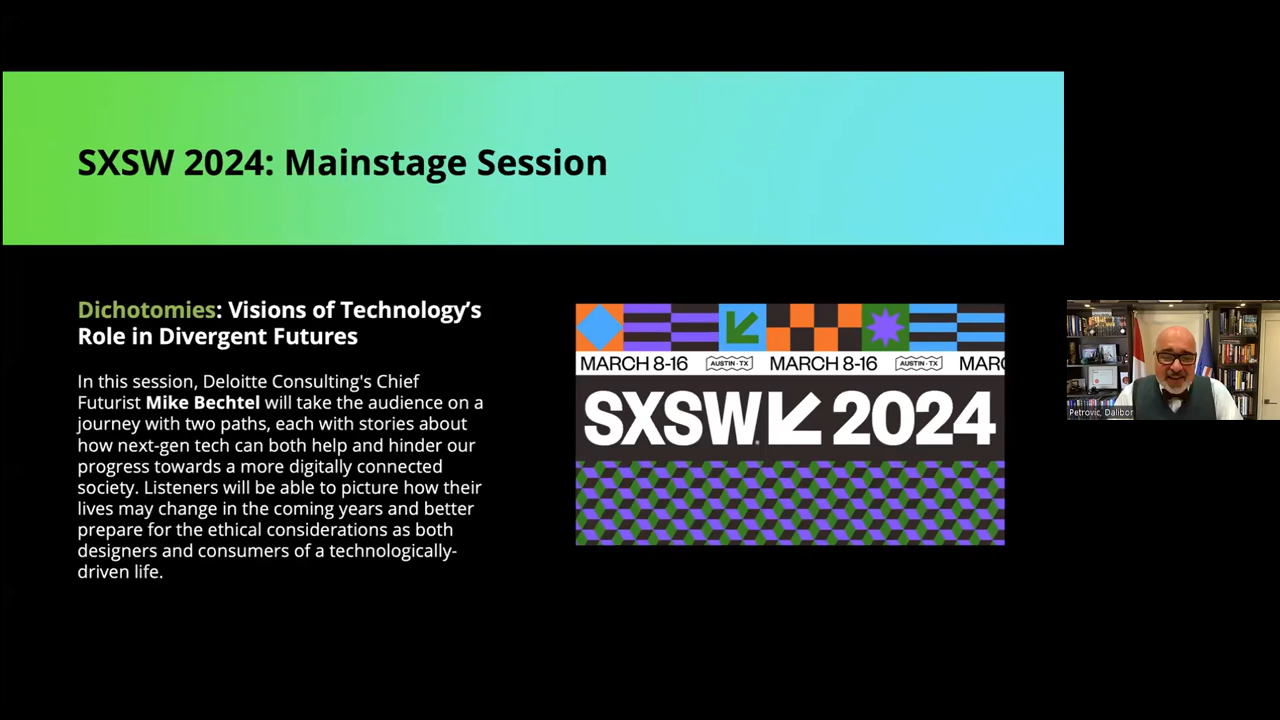 SXSW 2024: Mainstage Session
Dichotomies: Visions of Technology’s
Role in Divergent Futures
In this session, Deloitte Consulting's Chief
Futurist Mike Bechtel will take the audience on a
journey with two paths, each with stories about
how next-gen tech can both help and hinder our
progress towards a more digitally connected
society. Listeners will be able to picture how their
lives may change in the coming years and better
prepare for the ethical considerations as both
designers and consumers of a technologically-
driven life.
MARCH 8-16 AUSTIN·TX MARCH 8-16 AUSTIN·TX MARC
SXSW 2024
Petrovic, Dalibor